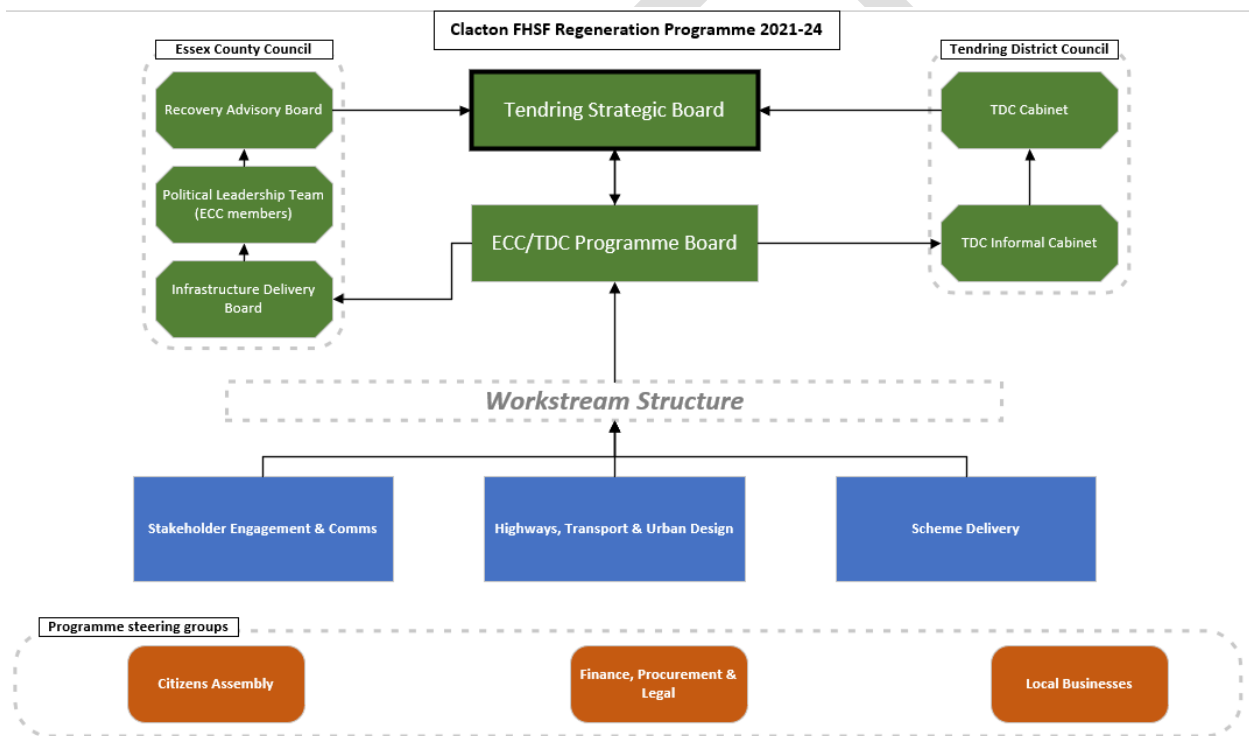 Clacton FHSF Regeneration Programme 2021-24
Essex County Council
Tendring District Council
Recovery Advisory Board
Tendring Strategic Board
TDC Cabinet
Political Leadership Team
(ECC members)
ECC/TDC Programme Board
TDC Informal Cabinet
Infrastructure Delivery
Board
Workstream Structure
Stakeholder Engagement & Comms
Highways, Transport & Urban Design
Scheme Delivery
Programme steering groups
Citizens Assembly
Finance, Procurement &
Legal
Local Businesses